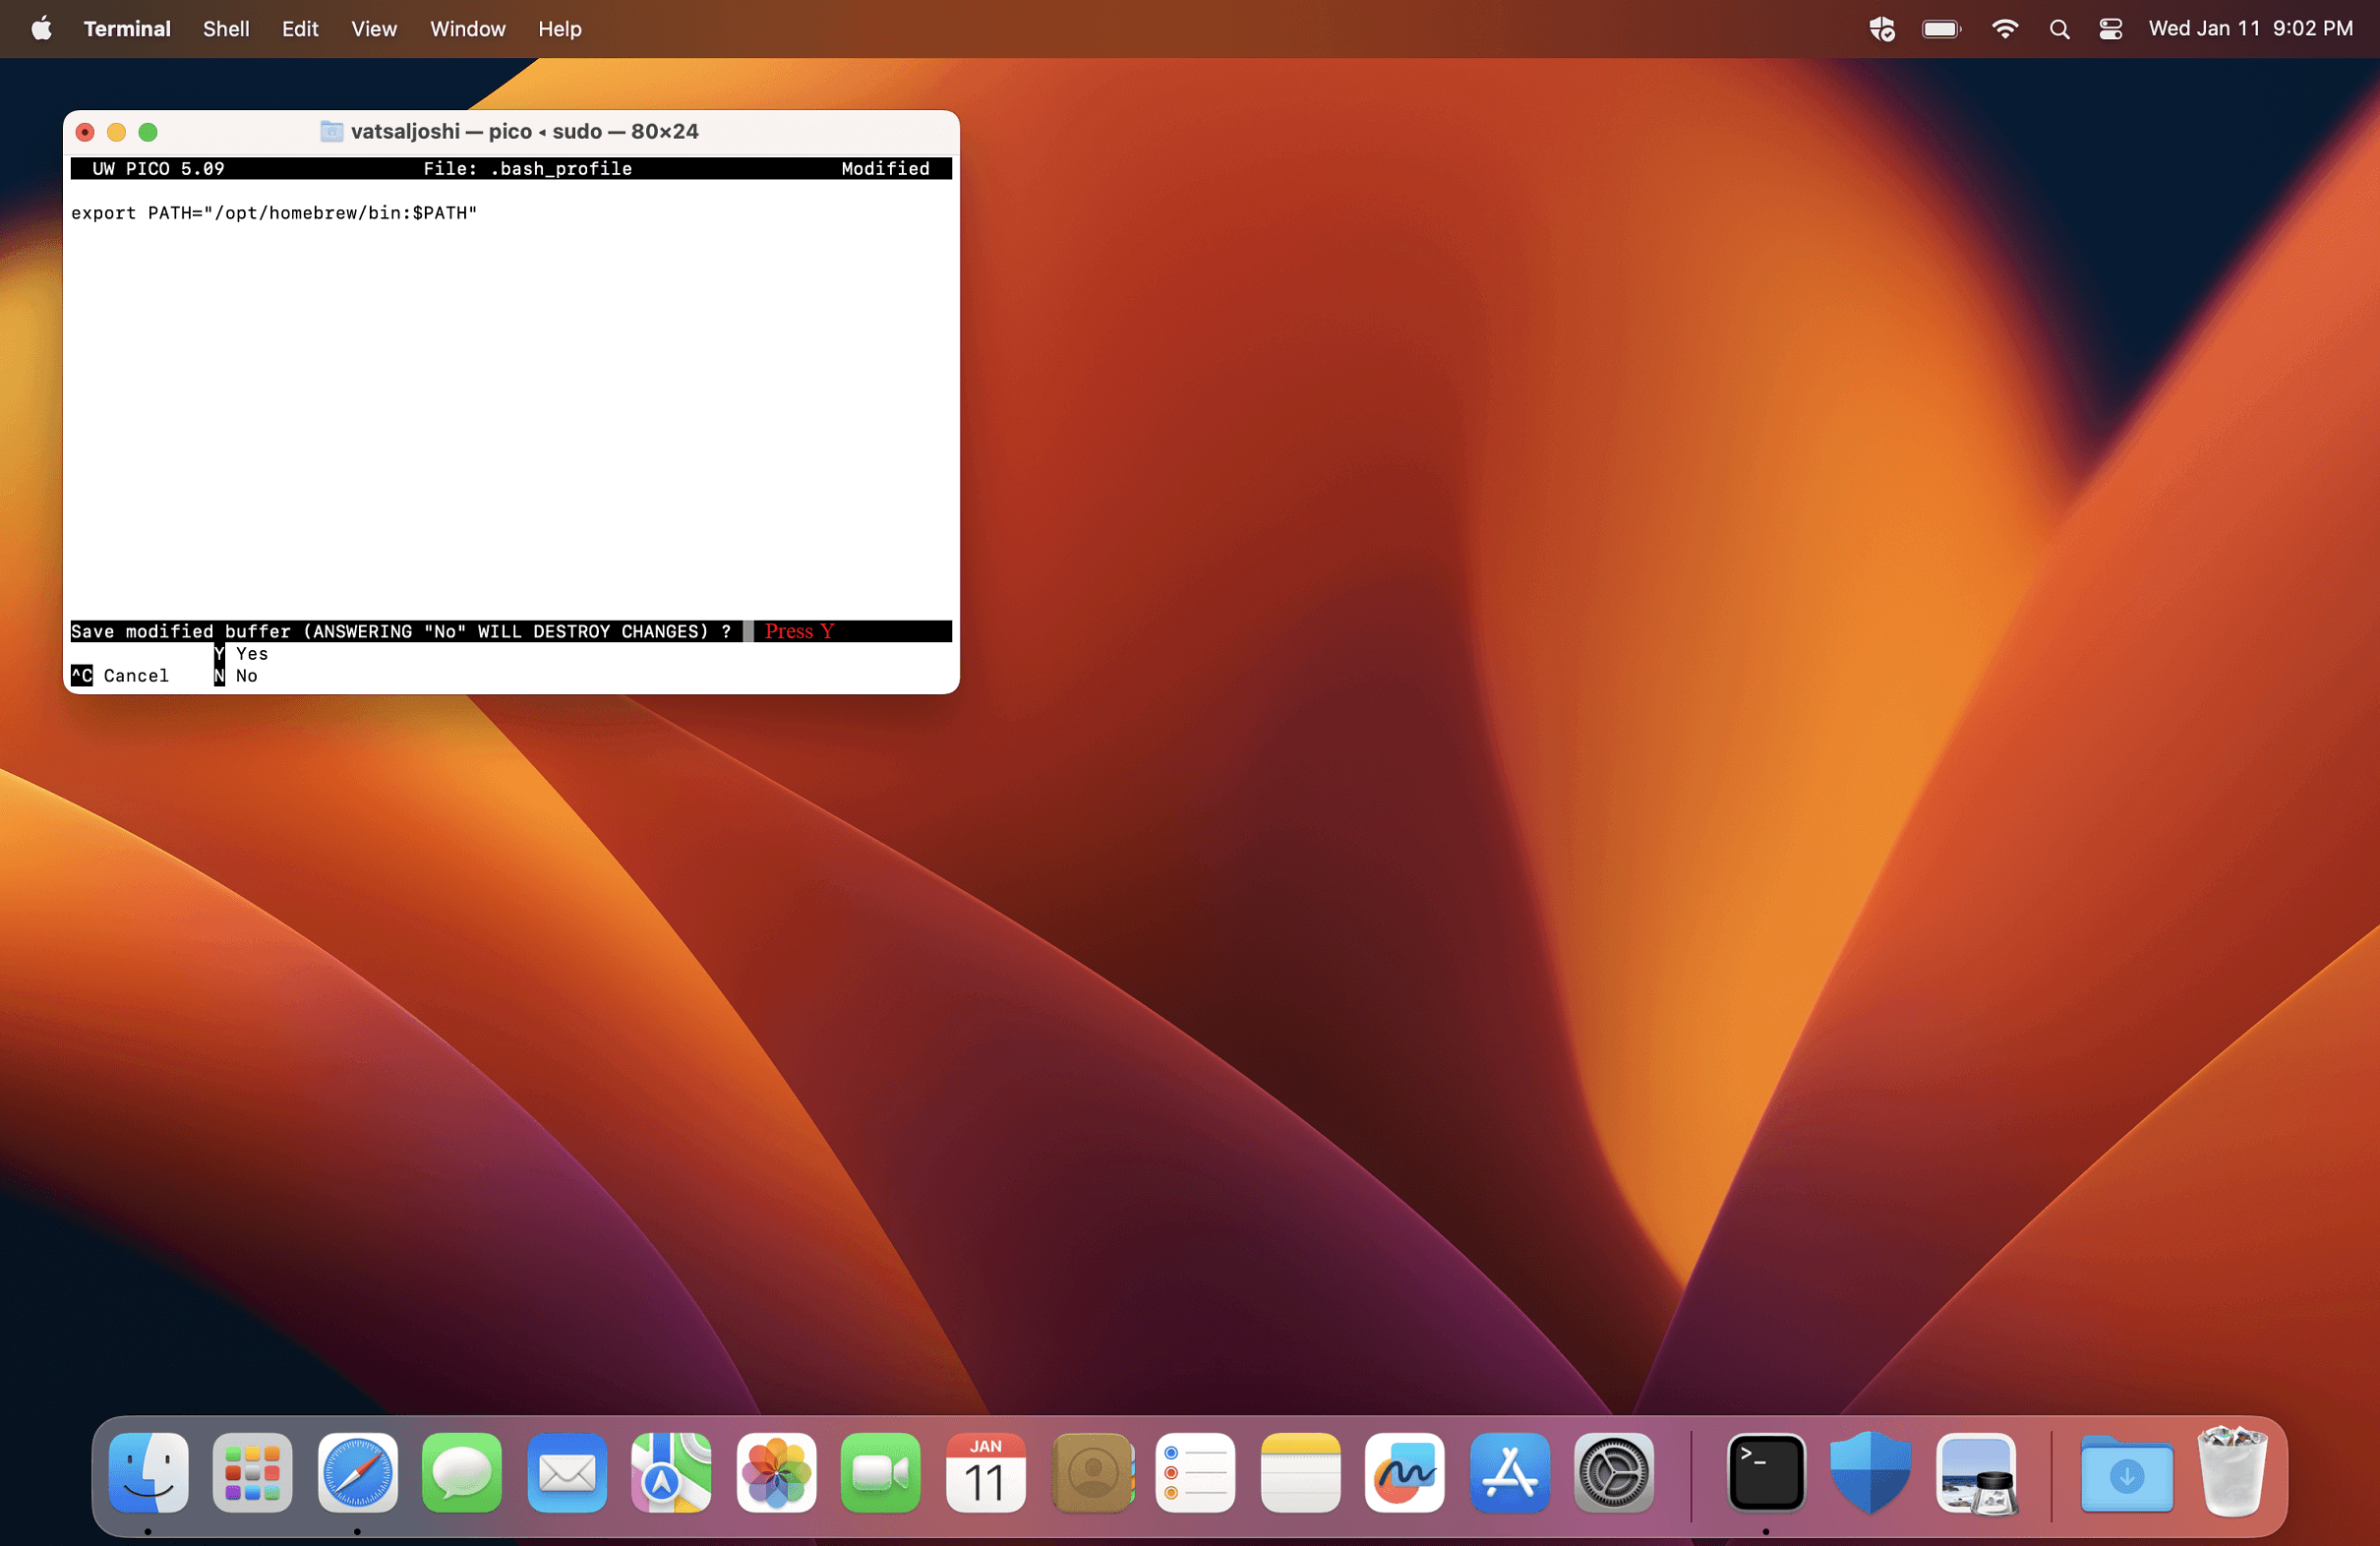 Terminal Shell Edit View Window Help Wed Jan 11 9:02 PM
vatsaljoshi — pico ◂ sudo — 80×24
UW PICO 5.09 File: .bash_profile Modified
export PATH="/opt/homebrew/bin:$PATH"
Save modified buffer (ANSWERING "No" WILL DESTROY CHANGES) ? Press Y
Y Yes
^C Cancel N No
JAN
11
>_